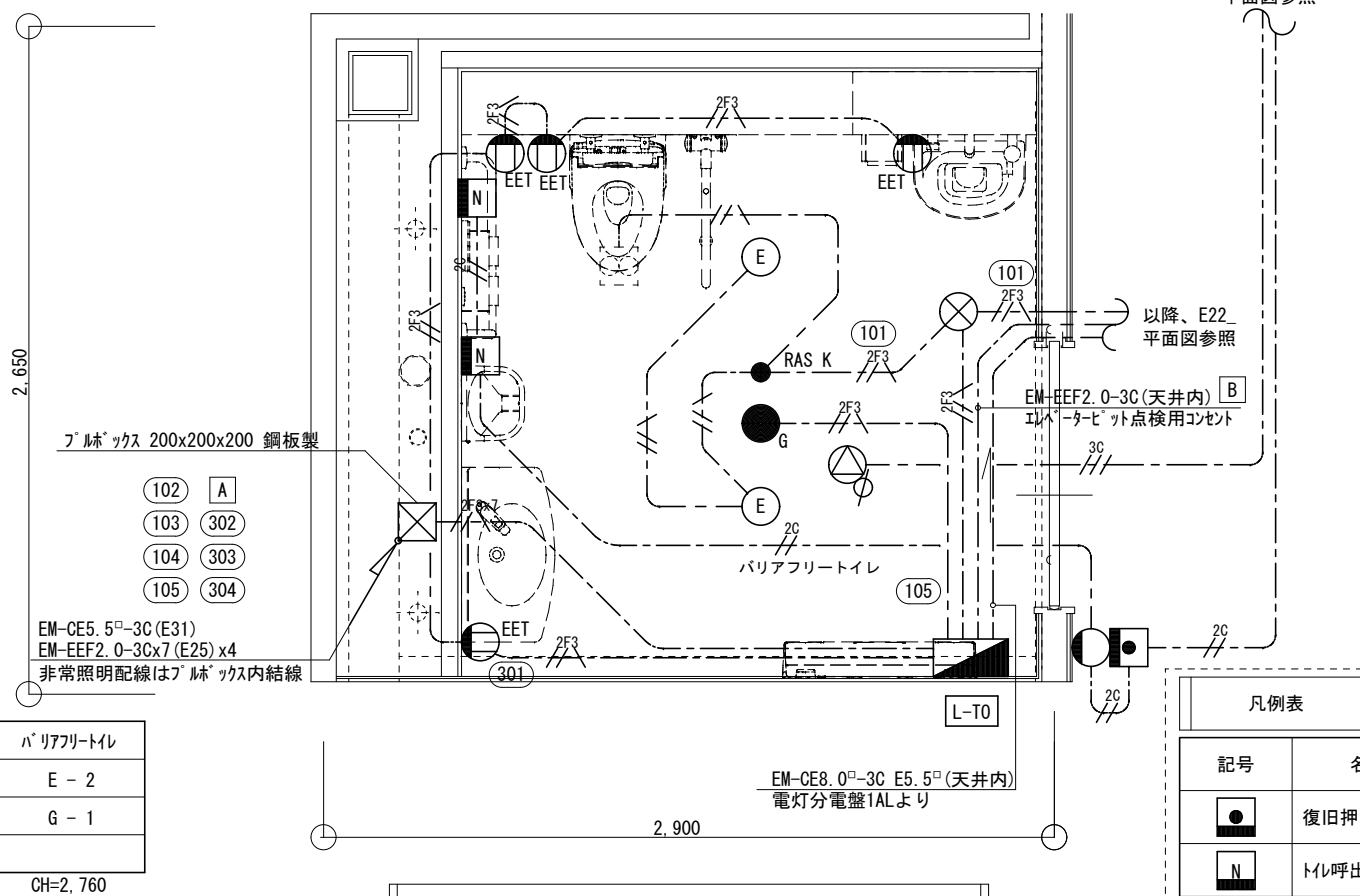 2F3
2F3
EET
EET
EET
N
E
2C
101
2F3
2F3
以降、E22_
平面図参照
101
2F3
RAS K
N
2,650
2F3
EM-EEF2.0-3C(天井内)
B
エレベーターピット点検用コンセント
2F3
G
3C
プルボックス 200x200x200 鋼板製
102
A
103
302
104
303
105
304
2F3x7
E
2C
バリアフリートイレ
105
EM-CE5.5□-3C(E31)
EM-EEF2.0-3Cx7(E25)x4
非常照明配線はプルボックス内結線
EET
2F3
301
2C
2C
L-TO
バリアフリートイレ
E - 2
G - 1
CH=2,760
EM-CE8.0□-3C E5.5□(天井内)
電灯分電盤1ALより
2,900
凡例表
記号
復旧押
N
トイレ呼出